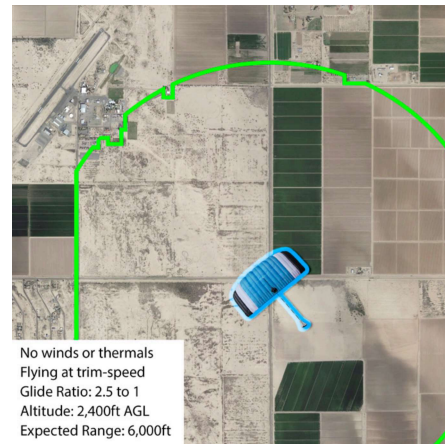 No winds or thermals
Flying at trim-speed
Glide Ratio: 2.5 to 1
Altitude: 2,400ft AGL
Expected Range: 6,000ft